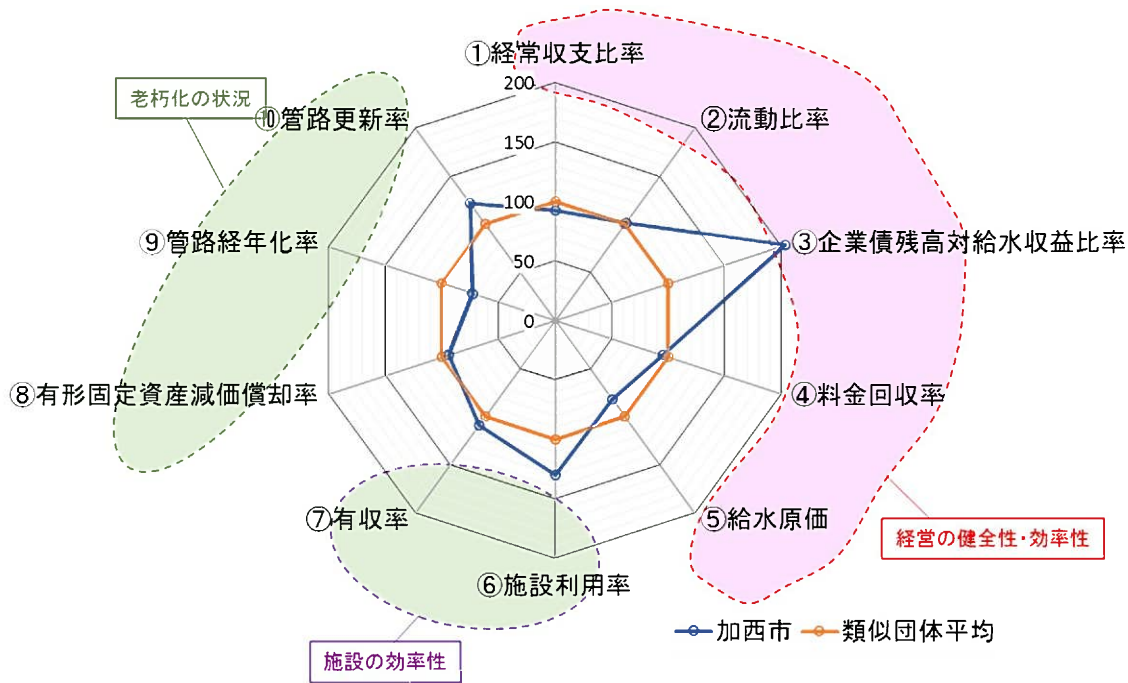 ①経常収支比率
200
老朽化の状況
⑩管路更新率
②流動比率
150
100
⑨管路経年化率
③企業債残高対給水収益比率
50
0
⑧有形固定資産減価償却率
④料金回収率
⑦有収率
⑤給水原価
経営の健全性・効率性
⑥施設利用率
加西市
類似団体平均
施設の効率性